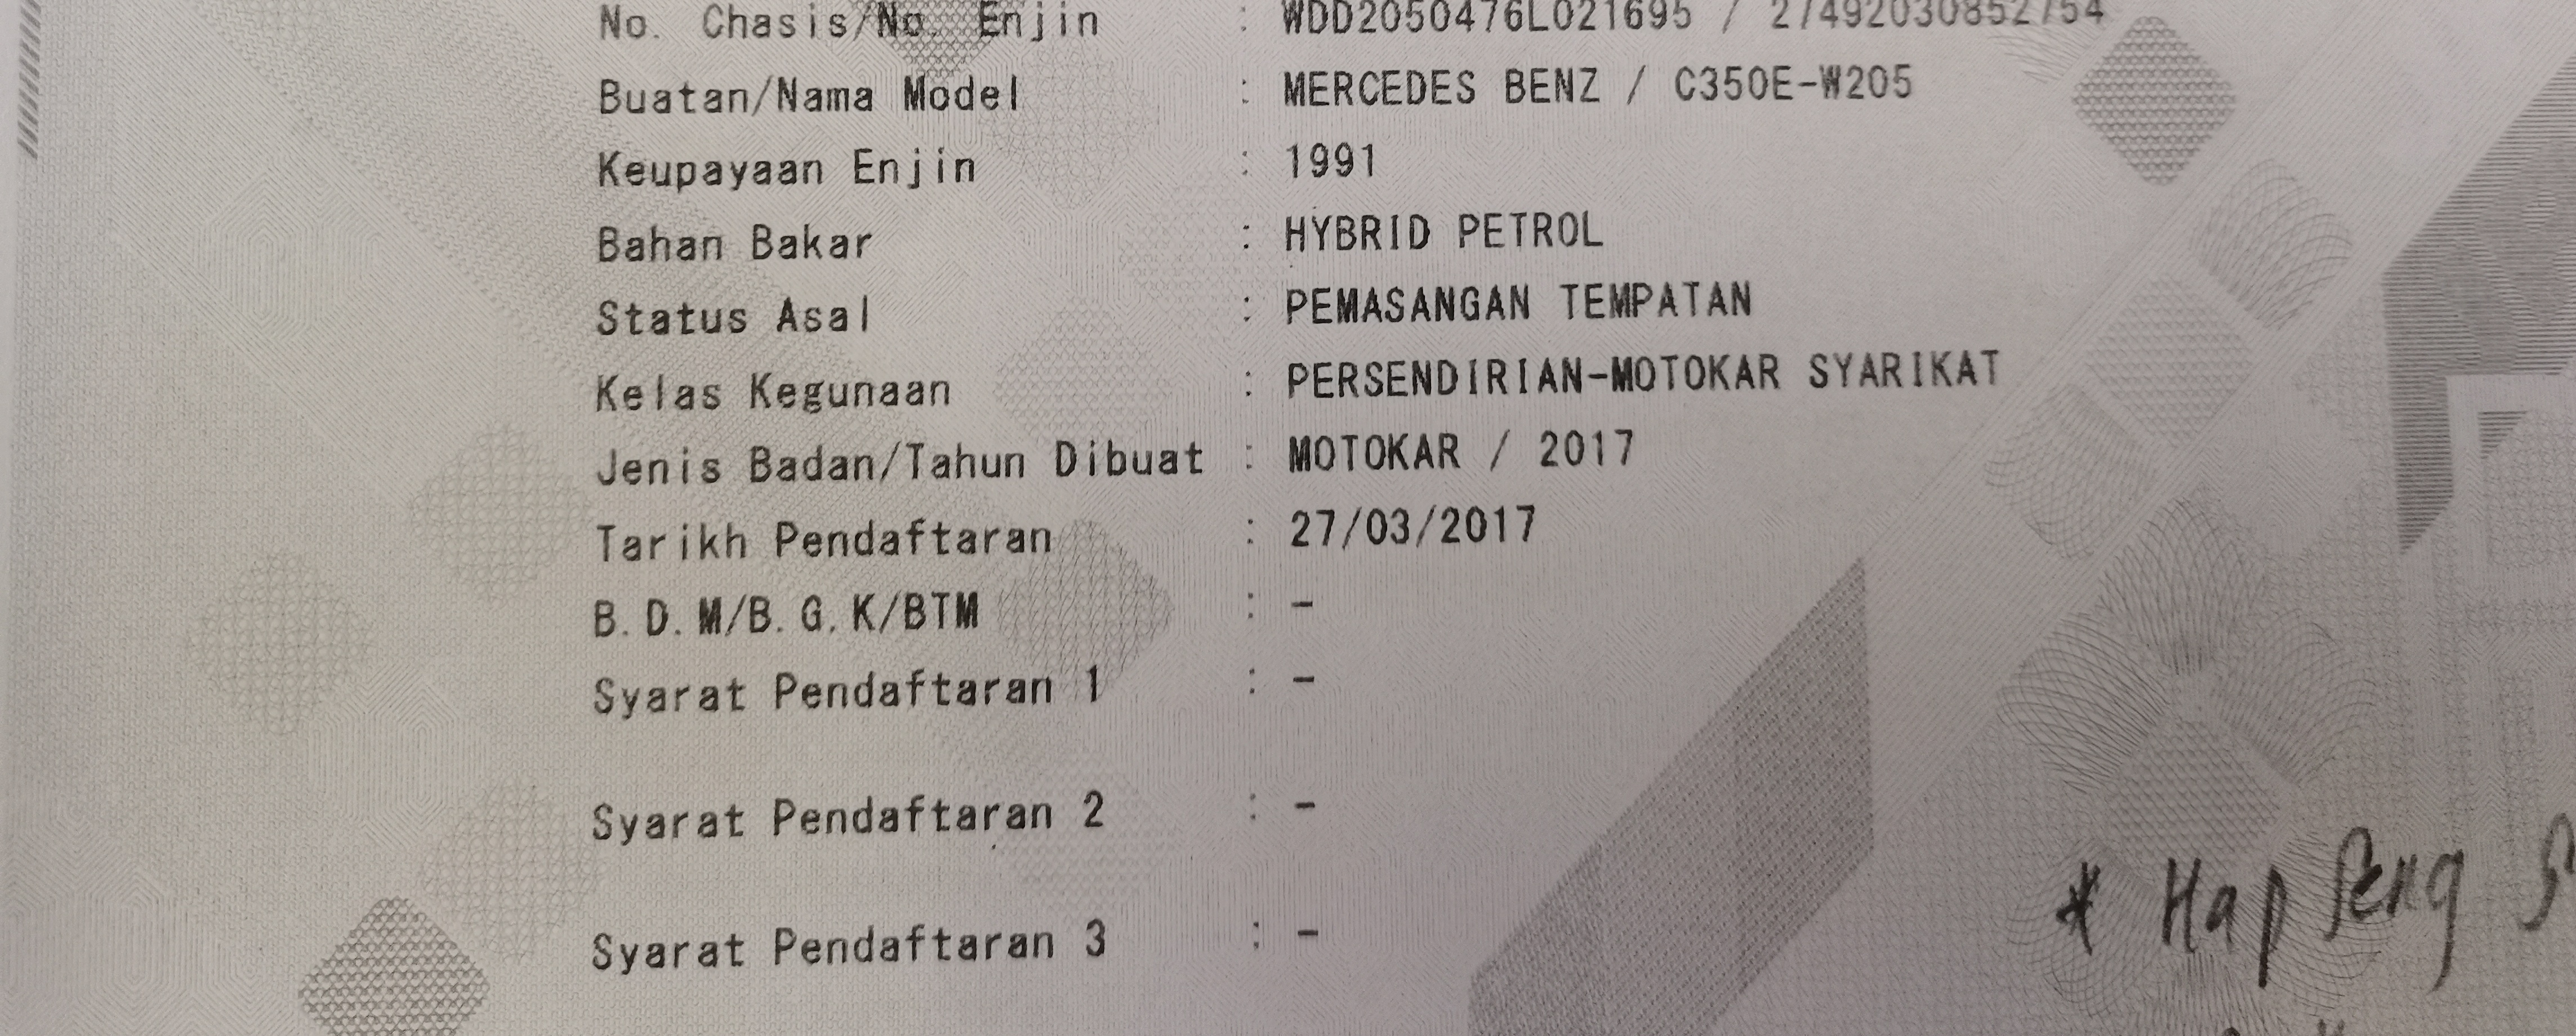 No. Chasis/No. Enjin : WDD2050476L021695 / 27492030852754
Buatan/Nama Model : MERCEDES BENZ / C350E-W205
Keupayaan Enjin : 1991
Bahan Bakar : HYBRID PETROL
Status Asal : PEMASANGAN TEMPATAN
Kelas Kegunaan : PERSENDIRIAN-MOTOKAR SYARIKAT
Jenis Badan/Tahun Dibuat : MOTOKAR / 2017
Tarikh Pendaftaran : 27/03/2017
B.D.M/B.G.K/BTM : -
Syarat Pendaftaran 1 : -
Syarat Pendaftaran 2 : -
* Hap Seng
Syarat Pendaftaran 3 : -